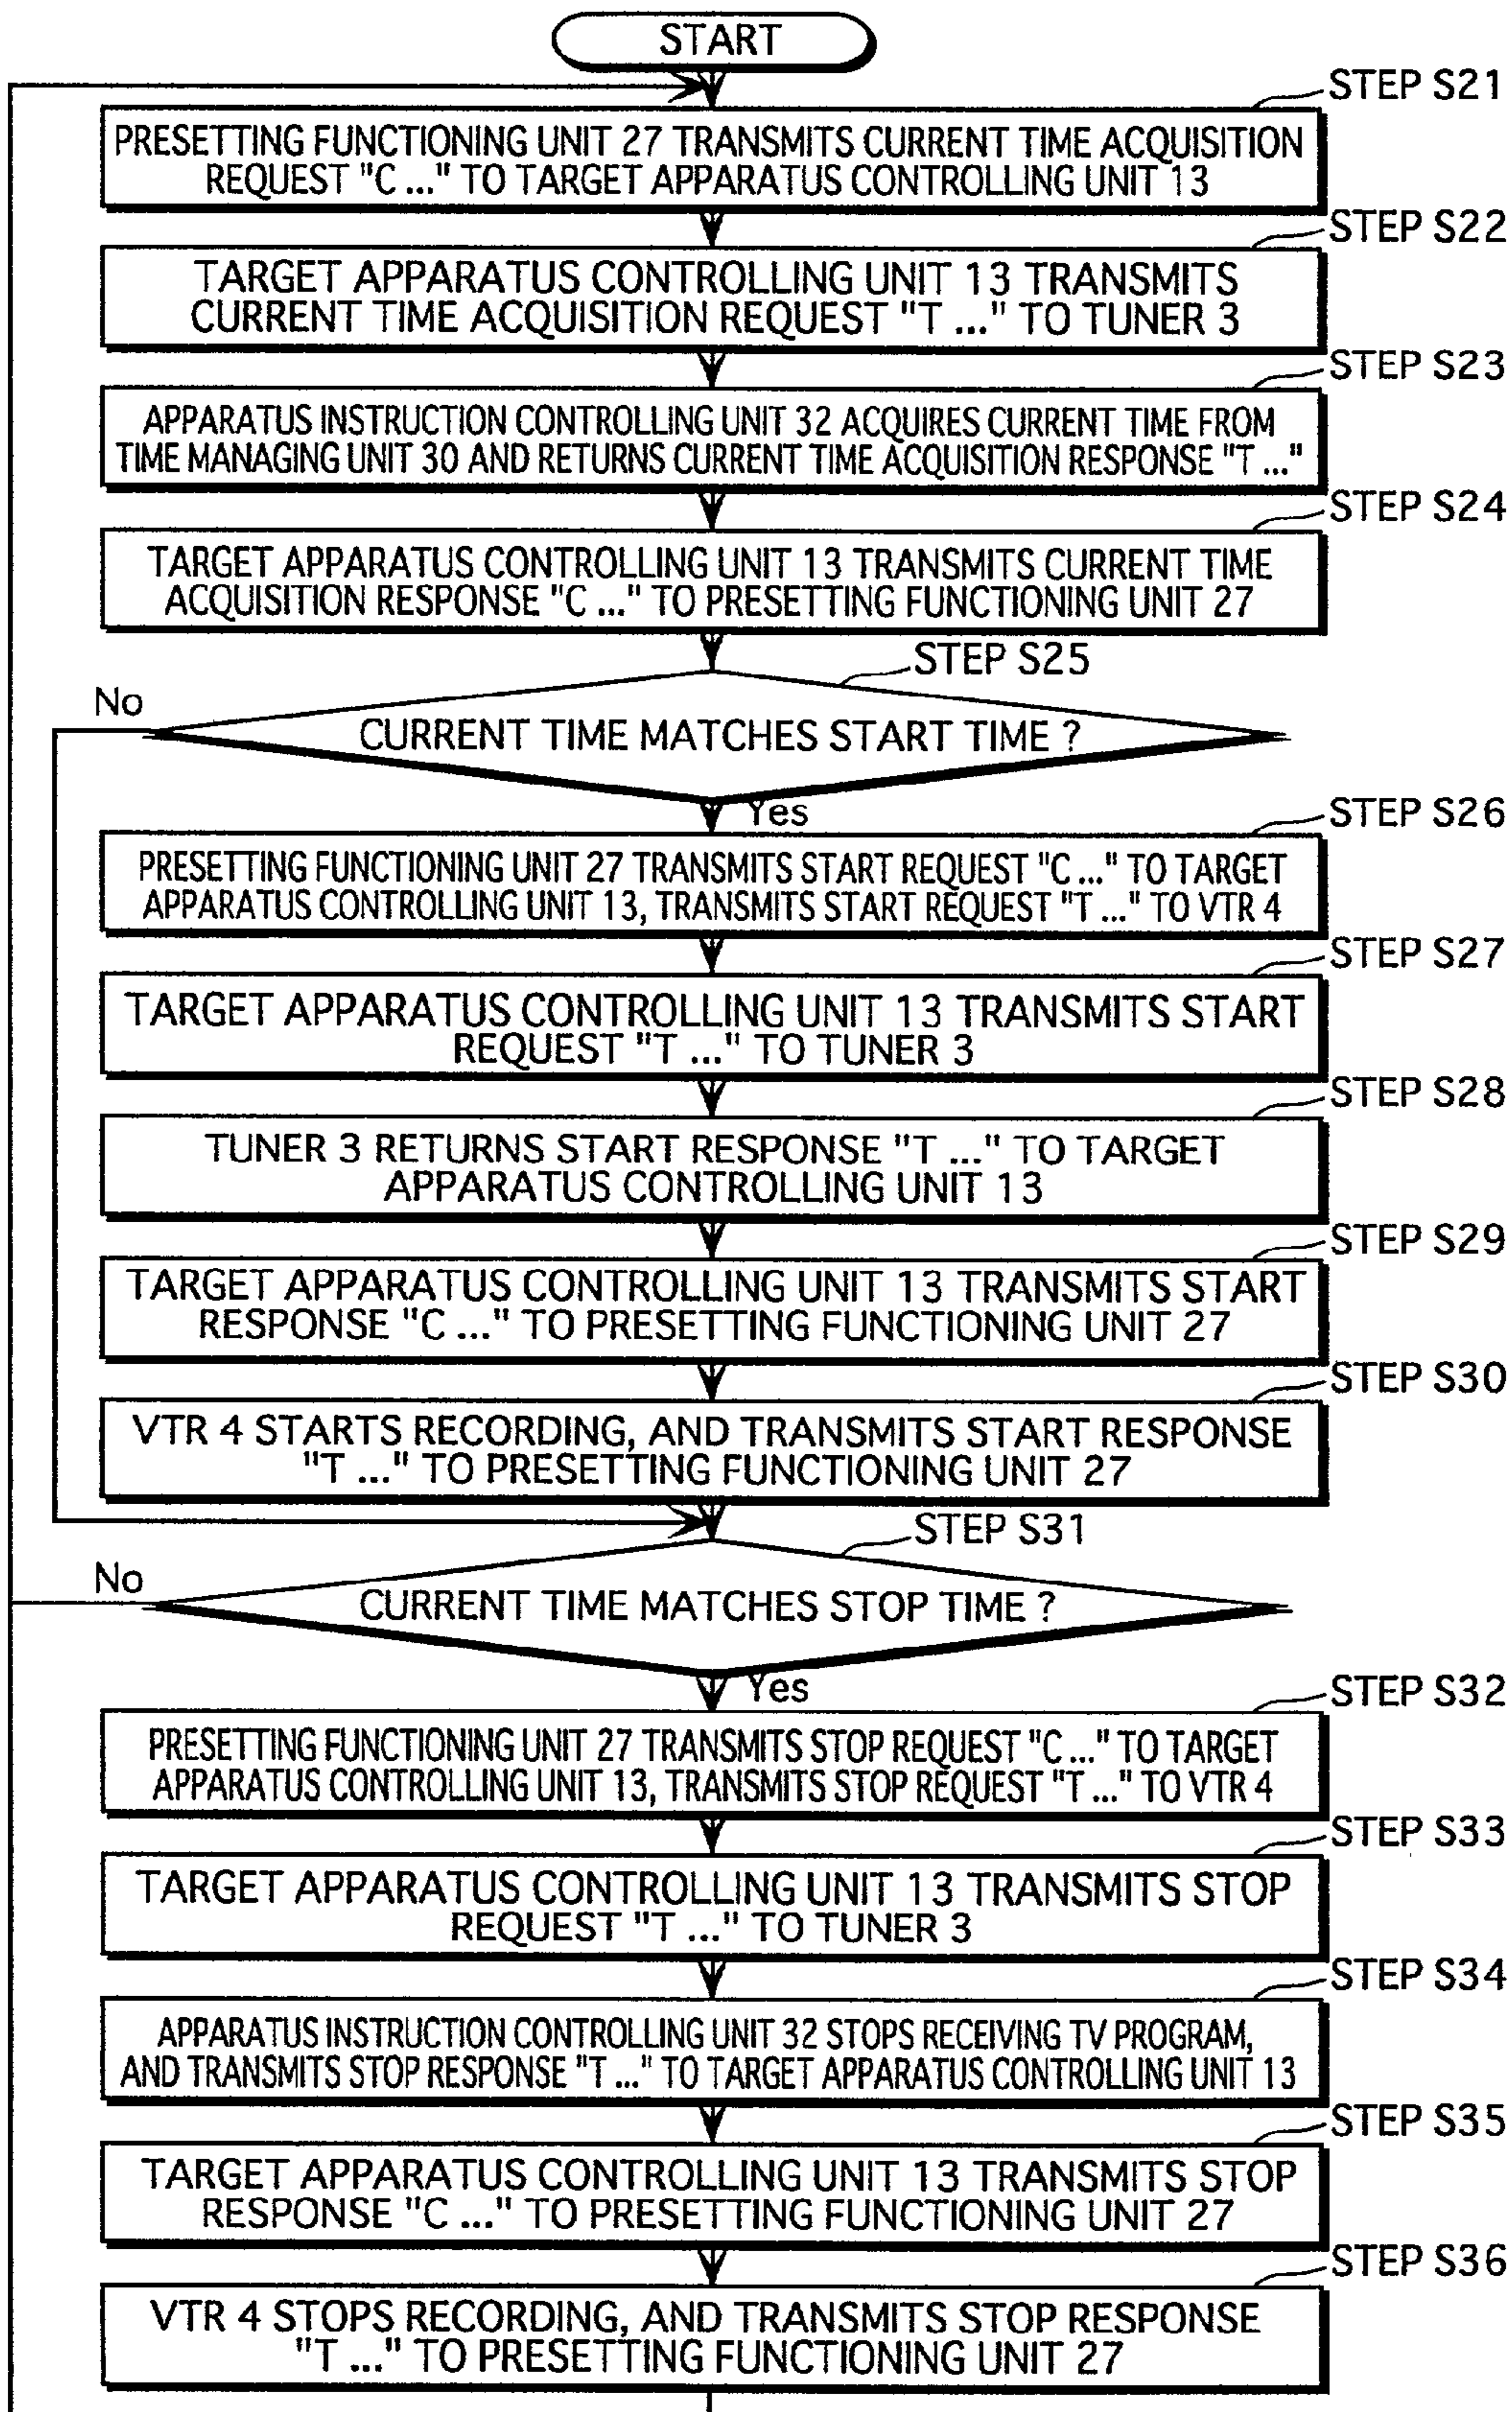 START
STEP S21
PRESETTING FUNCTIONING UNIT 27 TRANSMITS CURRENT TIME ACQUISITION
REQUEST "C ..." TO TARGET APPARATUS CONTROLLING UNIT 13
STEP S22
TARGET APPARATUS CONTROLLING UNIT 13 TRANSMITS
CURRENT TIME ACQUISITION REQUEST "T ..." TO TUNER 3
STEP S23
APPARATUS INSTRUCTION CONTROLLING UNIT 32 ACQUIRES CURRENT TIME FROM
TIME MANAGING UNIT 30 AND RETURNS CURRENT TIME ACQUISITION RESPONSE "T ..."
STEP S24
TARGET APPARATUS CONTROLLING UNIT 13 TRANSMITS CURRENT TIME
ACQUISITION RESPONSE "C ..." TO PRESETTING FUNCTIONING UNIT 27
STEP S25
No
CURRENT TIME MATCHES START TIME ?
Yes
STEP S26
PRESETTING FUNCTIONING UNIT 27 TRANSMITS START REQUEST "C ..." TO TARGET
APPARATUS CONTROLLING UNIT 13, TRANSMITS START REQUEST "T ..." TO VTR 4
STEP S27
TARGET APPARATUS CONTROLLING UNIT 13 TRANSMITS START
REQUEST "T ..." TO TUNER 3
STEP S28
TUNER 3 RETURNS START RESPONSE "T ..." TO TARGET
APPARATUS CONTROLLING UNIT 13
STEP S29
TARGET APPARATUS CONTROLLING UNIT 13 TRANSMITS START
RESPONSE "C ..." TO PRESETTING FUNCTIONING UNIT 27
STEP S30
VTR 4 STARTS RECORDING, AND TRANSMITS START RESPONSE
"T ..." TO PRESETTING FUNCTIONING UNIT 27
STEP S31
No
CURRENT TIME MATCHES STOP TIME ?
Yes
STEP S32
PRESETTING FUNCTIONING UNIT 27 TRANSMITS STOP REQUEST "C ..." TO TARGET
APPARATUS CONTROLLING UNIT 13, TRANSMITS STOP REQUEST "T ..." TO VTR 4
STEP S33
TARGET APPARATUS CONTROLLING UNIT 13 TRANSMITS STOP
REQUEST "T ..." TO TUNER 3
STEP S34
APPARATUS INSTRUCTION CONTROLLING UNIT 32 STOPS RECEIVING TV PROGRAM,
AND TRANSMITS STOP RESPONSE "T ..." TO TARGET APPARATUS CONTROLLING UNIT 13
STEP S35
TARGET APPARATUS CONTROLLING UNIT 13 TRANSMITS STOP
RESPONSE "C ..." TO PRESETTING FUNCTIONING UNIT 27
STEP S36
VTR 4 STOPS RECORDING, AND TRANSMITS STOP RESPONSE
"T ..." TO PRESETTING FUNCTIONING UNIT 27